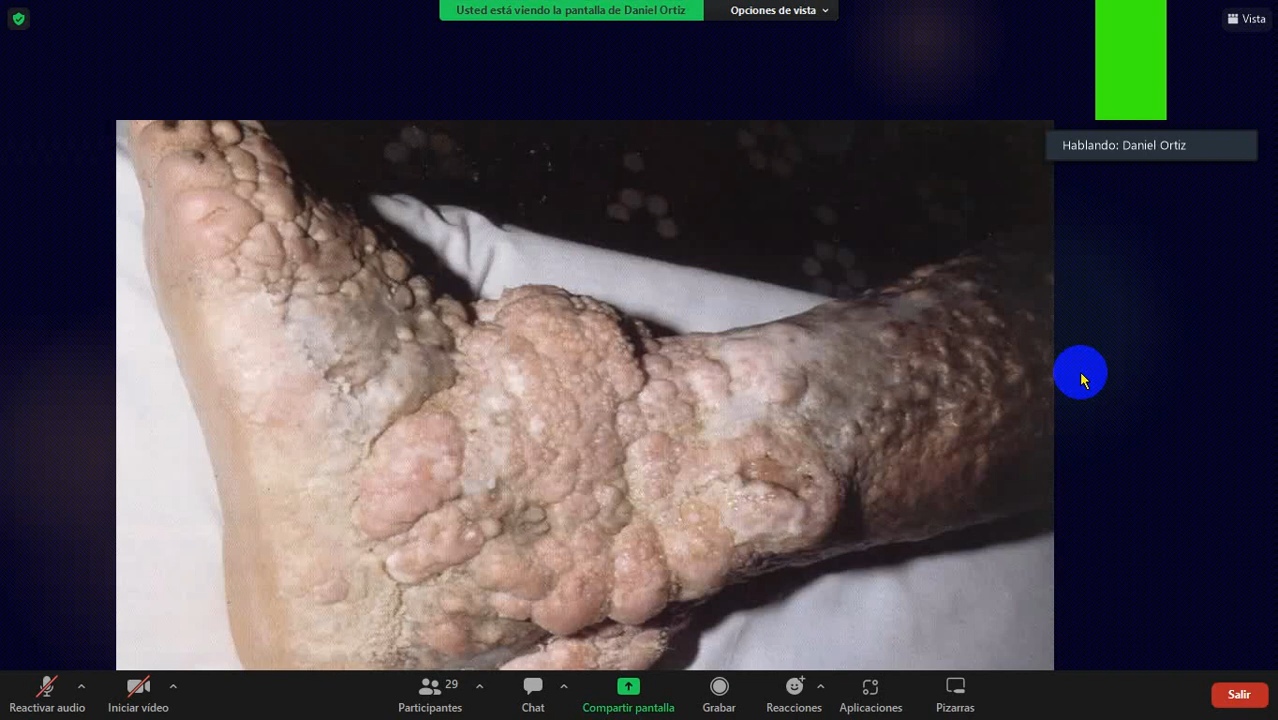 Usted está viendo la pantalla de Daniel Ortiz
Opciones de vista
Vista
Hablando: Daniel Ortiz
Reactivar audio
Iniciar vídeo
29
Participantes
Chat
Compartir pantalla
Grabar
Reacciones
Aplicaciones
Pizarras
Salir